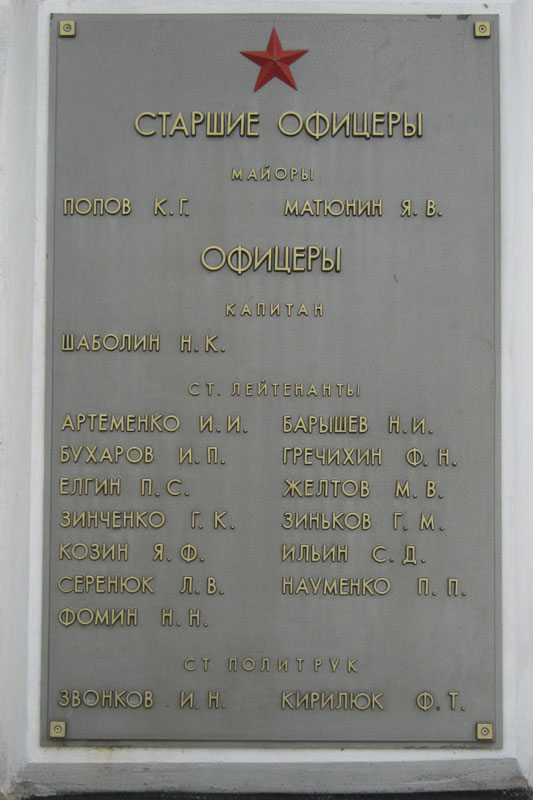 СТАРШИЕ ОФИЦЕРЫ
МАЙОРЫ
ПОПОВ К.Г. МАТЮНИН Я.В.
ОФИЦЕРЫ
КАПИТАН
ШАБОЛИН Н.К.
СТ. ЛЕЙТЕНАНТЫ
АРТЕМЕНКО И.И. БАРЫШЕВ Н.И.
БУХАРОВ И.П. ГРЕЧИХИН Ф.Н.
ЕЛГИН П.С. ЖЕЛТОВ М.В.
ЗИНЧЕНКО Г.К. ЗИНЬКОВ Г.М.
КОЗИН Я.Ф. ИЛЬИН С.Д.
СЕРЕНЮК Л.В. НАУМЕНКО П.П.
ФОМИН Н.Н.
СТ ПОЛИТРУК
ЗВОНКОВ И.Н. КИРИЛЮК Ф.Т.